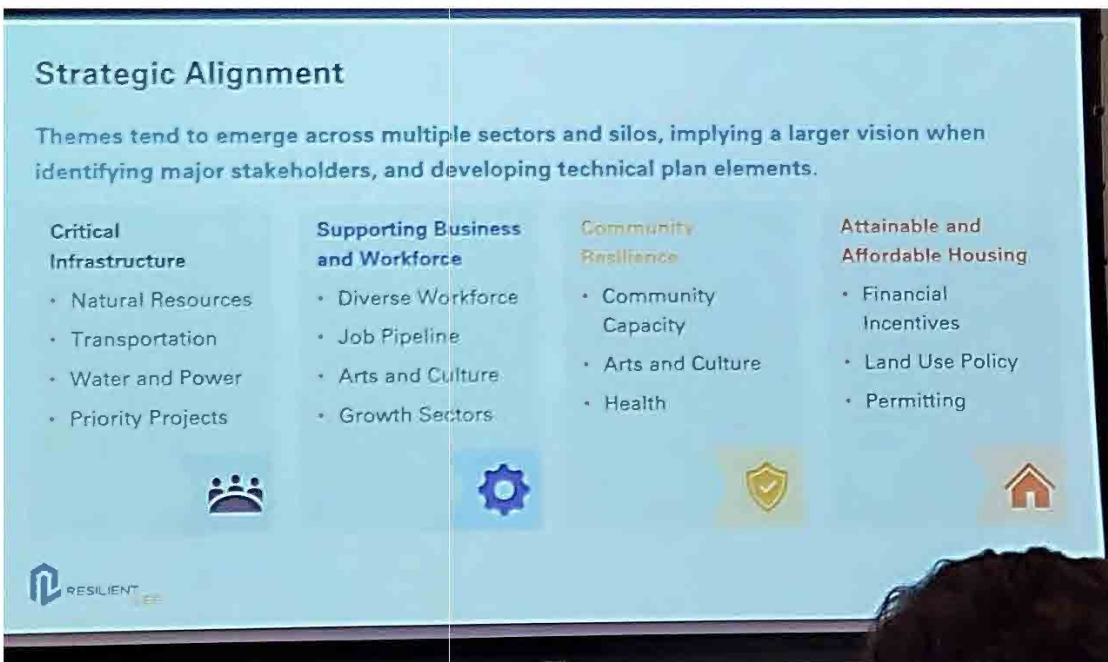 Strategic Alignment
Themes tend to emerge across multiple sectors and silos, implying a larger vision when
identifying major stakeholders, and developing technical plan elements.
Critical
Infrastructure
• Natural Resources
• Transportation
• Water and Power
• Priority Projects
Supporting Business
and Workforce
• Diverse Workforce
• Job Pipeline
• Arts and Culture
• Growth Sectors
Community
Resilience
• Community
Capacity
• Arts and Culture
• Health
Attainable and
Affordable Housing
• Financial
Incentives
• Land Use Policy
• Permitting
RESILIENT